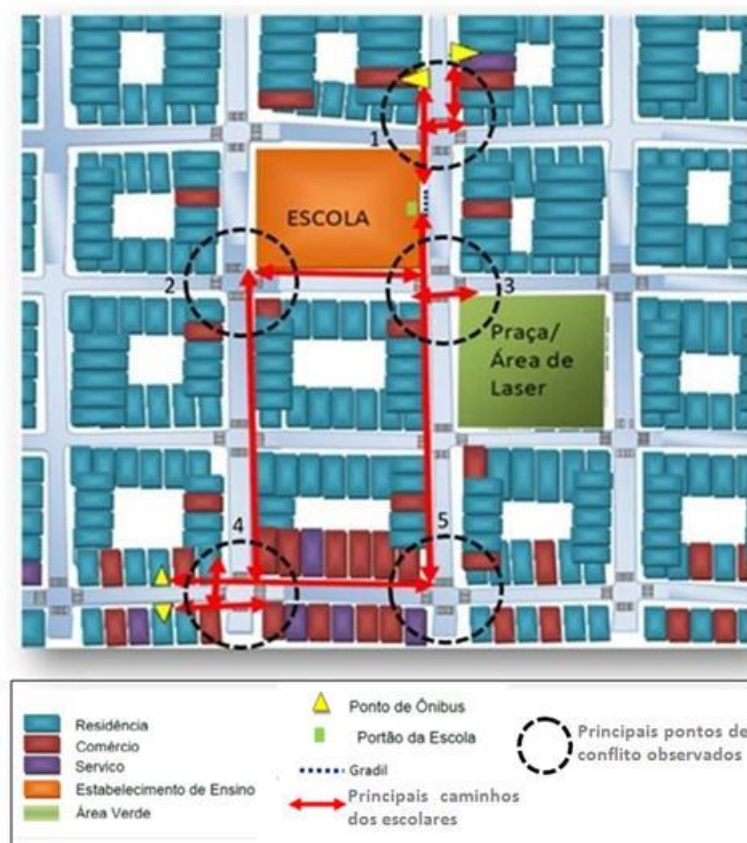 1
ESCOLA
2
3
Praça/
Área de
Laser
4
5
Residência
Comércio
Servico
Estabelecimento de Ensino
Área Verde
Ponto de Ônibus
Portão da Escola
Gradil
Principais caminhos
dos escolares
Principais pontos de
conflito observados